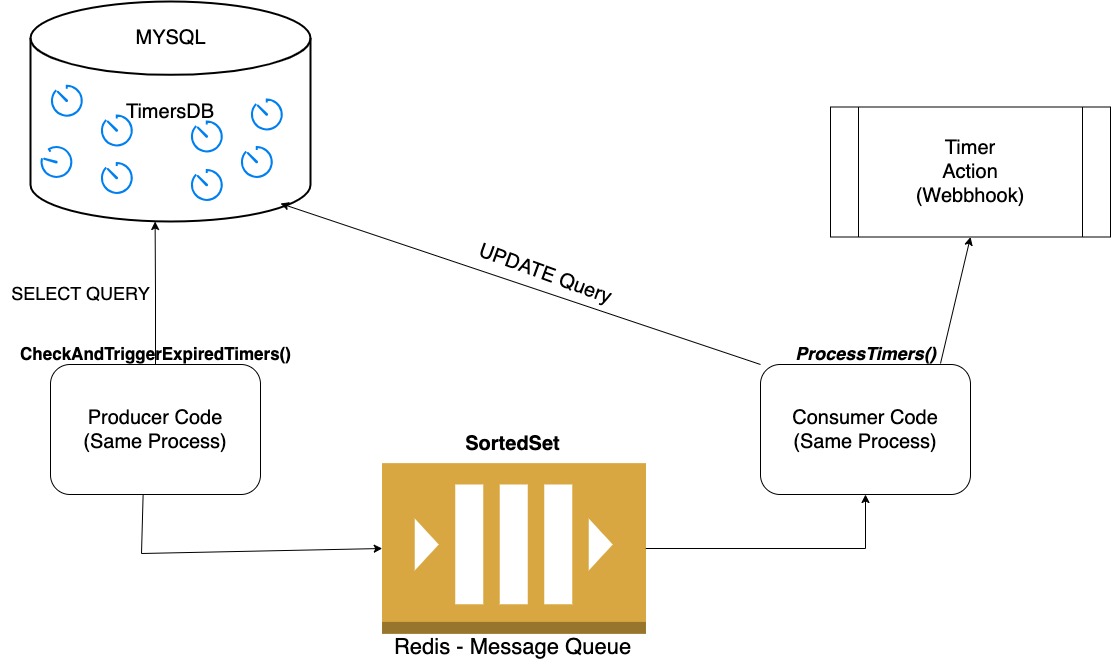 MYSQL
TimersDB
Timer
Action
(Webbhook)
UPDATE Query
SELECT QUERY
CheckAndTriggerExpiredTimers()
ProcessTimers()
Producer Code
(Same Process)
Consumer Code
(Same Process)
SortedSet
Redis - Message Queue